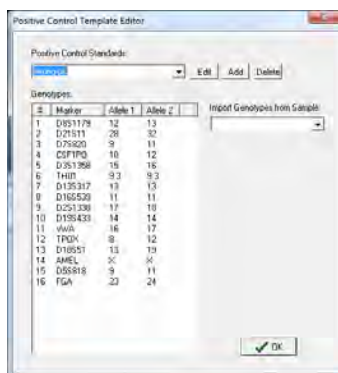 Positive Control Template Editor
Positive Control Standards:
Edit Add Delete
Genotypes:
Import Genotypes from Sample:
# Marker Allele 1 Allele 2
1 D8S1179 12 13
2 D21S11 28 32
3 D7S820 9 11
4 CSF1PO 10 12
5 D3S1358 15 16
6 TH01 9.3 9.3
7 D13S317 13 13
8 D16S539 11 11
9 D2S1338 17 18
10 D19S433 14 14
11 vWA 16 17
12 TPOX 8 12
13 D18S51 13 19
14 AMEL X X
15 D5S818 9 11
16 FGA 23 24
OK